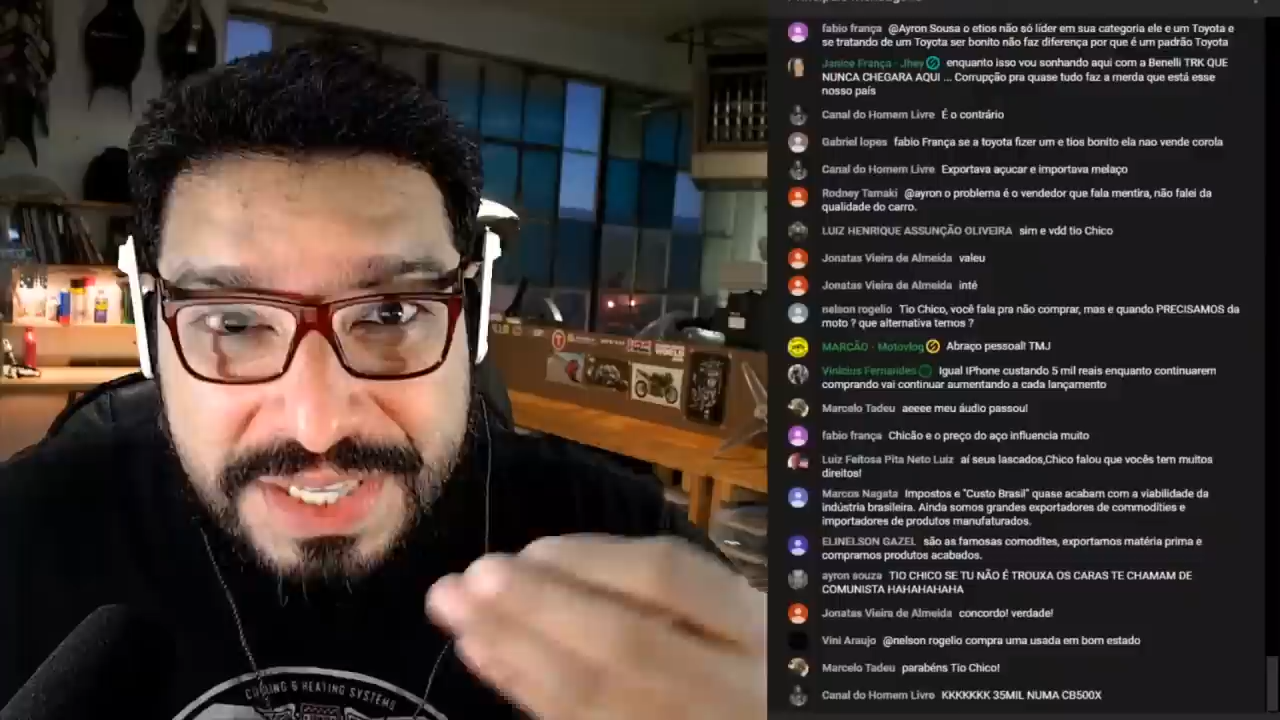 fabio frança @Ayron Sousa o etios não só líder em sua categoria ele e um Toyota e
se tratando de um Toyota ser bonito não faz diferença por que é um padrão Toyota
Janice França - Jhey enquanto isso vou sonhando aqui com a Benelli TRK QUE
NUNCA CHEGARA AQUI ... Corrupção pra quase tudo faz a merda que está esse
nosso país
Canal do Homem Livre É o contrário
Gabriel lopes fabio França se a toyota fizer um e tios bonito ela nao vende corola
Canal do Homem Livre Exportava açucar e importava melaço
Rodney Tamaki @ayron o problema é o vendedor que fala mentira, não falei da
qualidade do carro.
LUIZ HENRIQUE ASSUNÇÃO OLIVEIRA sim e vdd tio Chico
Jonatas Vieira de Almeida valeu
Jonatas Vieira de Almeida inté
nelson rogelio Tio Chico, você fala pra não comprar, mas e quando PRECISAMOS da
moto ? que alternativa temos ?
MARCÃO - Motovlog Abraço pessoal! TMJ
Vinicius Fernandes Igual IPhone custando 5 mil reais enquanto continuarem
comprando vai continuar aumentando a cada lançamento
Marcelo Tadeu aeeee meu áudio passou!
fabio frança Chicão e o preço do aço influencia muito
Luiz Feitosa Pita Neto Luiz aí seus lascados,Chico falou que vocês tem muitos
direitos!
Marcos Nagata Impostos e "Custo Brasil" quase acabam com a viabilidade da
indústria brasileira. Ainda somos grandes exportadores de commodities e
importadores de produtos manufaturados.
ELINELSON GAZEL são as famosas comodites, exportamos matéria prima e
compramos produtos acabados.
ayron souza TIO CHICO SE TU NÃO É TROUXA OS CARAS TE CHAMAM DE
COMUNISTA HAHAHAHAHA
Jonatas Vieira de Almeida concordo! verdade!
Vini Araujo @nelson rogelio compra uma usada em bom estado
Marcelo Tadeu parabéns Tio Chico!
Canal do Homem Livre KKKKKKK 35MIL NUMA CB500X
& HEATING SYSTEMS